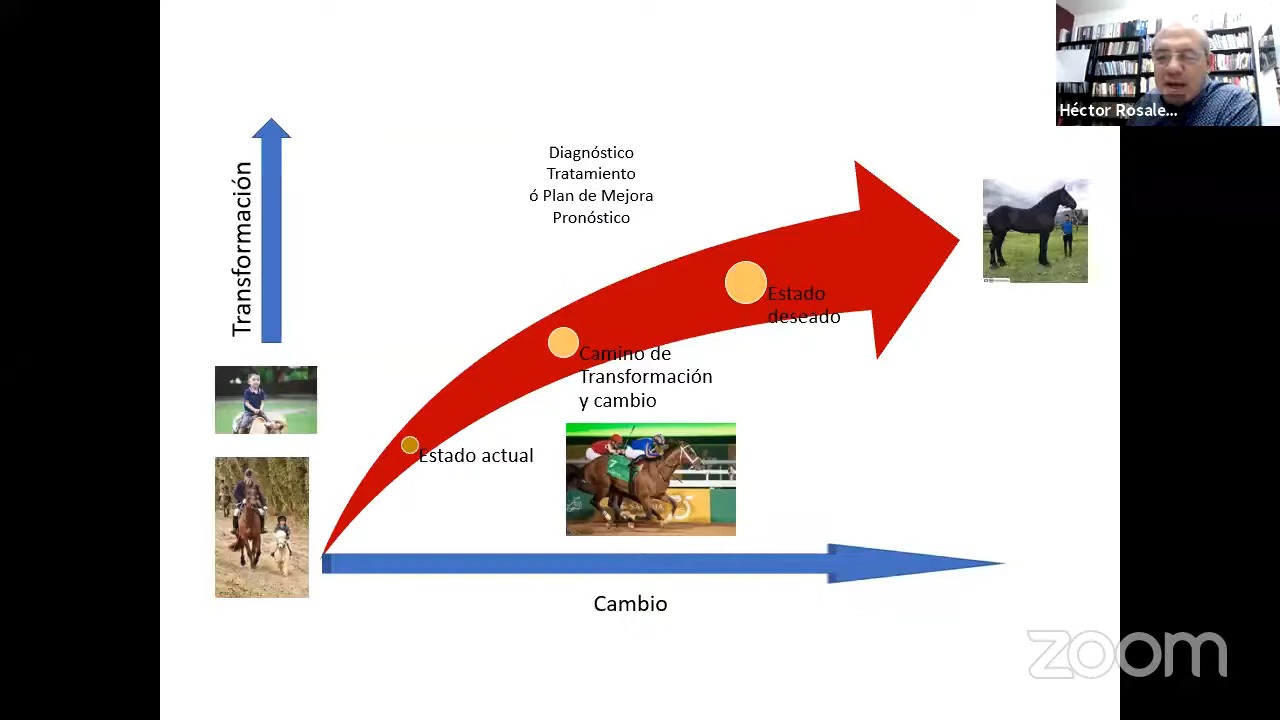 Héctor Rosale...
Diagnóstico
Tratamiento
ó Plan de Mejora
Pronóstico
Transformación
Estado
deseado
Camino de
Transformación
y cambio
Estado actual
7
Cambio
zoom